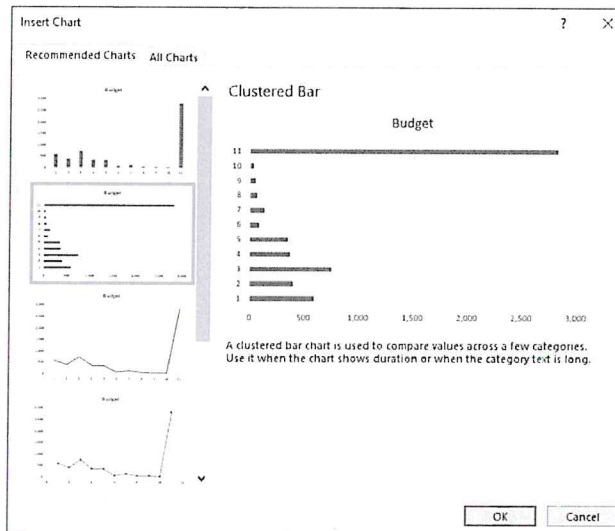 Insert Chart ? ×
Recommended Charts All Charts
Budget
Clustered Bar
Budget
11
10
9
8
7
6
5
4
3
2
1
0 500 1,000 1,500 2,000 2,500 3,000
A clustered bar chart is used to compare values across a few categories.
Use it when the chart shows duration or when the category text is long.
Budget
Budget
Budget
OK Cancel